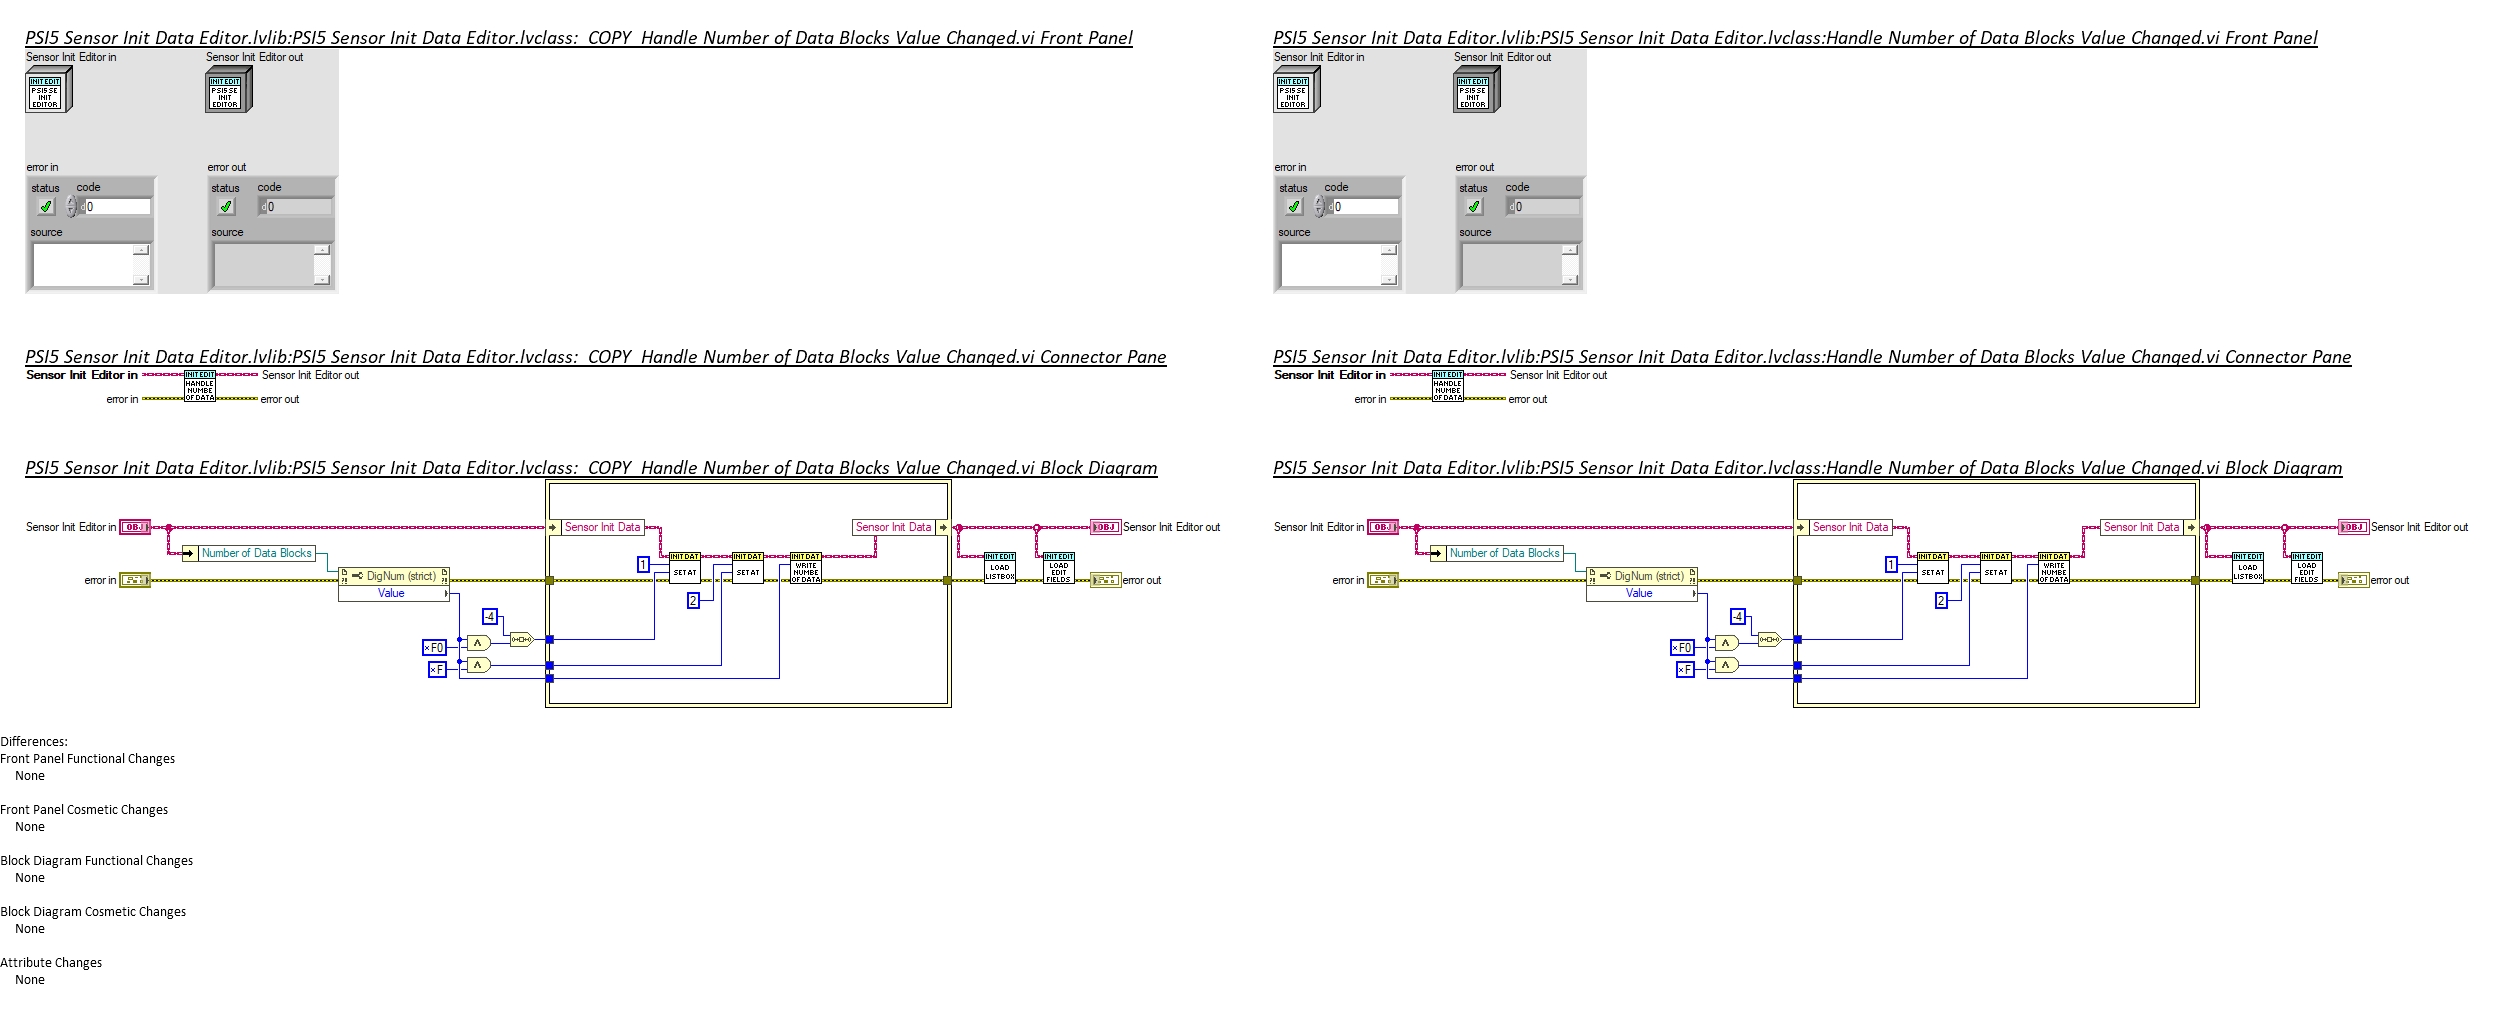 PSI5 Sensor Init Data Editor.lvlib:PSI5 Sensor Init Data Editor.lvclass:  COPY  Handle Number of Data Blocks Value Changed.vi Front Panel
Sensor Init Editor in
Sensor Init Editor out
INIT EDIT
PSI5 SE
INIT
EDITOR
INIT EDIT
PSI5 SE
INIT
EDITOR
error in
error out
status code
status code
d0
d0
source
source
PSI5 Sensor Init Data Editor.lvlib:PSI5 Sensor Init Data Editor.lvclass:Handle Number of Data Blocks Value Changed.vi Front Panel
Sensor Init Editor in
Sensor Init Editor out
INIT EDIT
PSI5 SE
INIT
EDITOR
INIT EDIT
PSI5 SE
INIT
EDITOR
error in
error out
status code
status code
d0
d0
source
source
PSI5 Sensor Init Data Editor.lvlib:PSI5 Sensor Init Data Editor.lvclass:  COPY  Handle Number of Data Blocks Value Changed.vi Connector Pane
Sensor Init Editor in
INIT EDIT
HANDLE
NUMBE
OF DATA
Sensor Init Editor out
error in
error out
PSI5 Sensor Init Data Editor.lvlib:PSI5 Sensor Init Data Editor.lvclass:Handle Number of Data Blocks Value Changed.vi Connector Pane
Sensor Init Editor in
INIT EDIT
HANDLE
NUMBE
OF DATA
Sensor Init Editor out
error in
error out
PSI5 Sensor Init Data Editor.lvlib:PSI5 Sensor Init Data Editor.lvclass:  COPY  Handle Number of Data Blocks Value Changed.vi Block Diagram
Sensor Init Editor in
OBJ
Number of Data Blocks
error in
DigNum (strict)
Value
-4
xF0
xF
Sensor Init Data
1
INIT DAT
SET AT
2
INIT DAT
SET AT
INIT DAT
WRITE
NUMBE
OF DATA
Sensor Init Data
INIT EDIT
LOAD
LISTBOX
INIT EDIT
LOAD
EDIT
FIELDS
OBJ
Sensor Init Editor out
error out
PSI5 Sensor Init Data Editor.lvlib:PSI5 Sensor Init Data Editor.lvclass:Handle Number of Data Blocks Value Changed.vi Block Diagram
Sensor Init Editor in
OBJ
Number of Data Blocks
error in
DigNum (strict)
Value
-4
xF0
xF
Sensor Init Data
1
INIT DAT
SET AT
2
INIT DAT
SET AT
INIT DAT
WRITE
NUMBE
OF DATA
Sensor Init Data
INIT EDIT
LOAD
LISTBOX
INIT EDIT
LOAD
EDIT
FIELDS
OBJ
Sensor Init Editor out
error out
Differences:
Front Panel Functional Changes
None
Front Panel Cosmetic Changes
None
Block Diagram Functional Changes
None
Block Diagram Cosmetic Changes
None
Attribute Changes
None